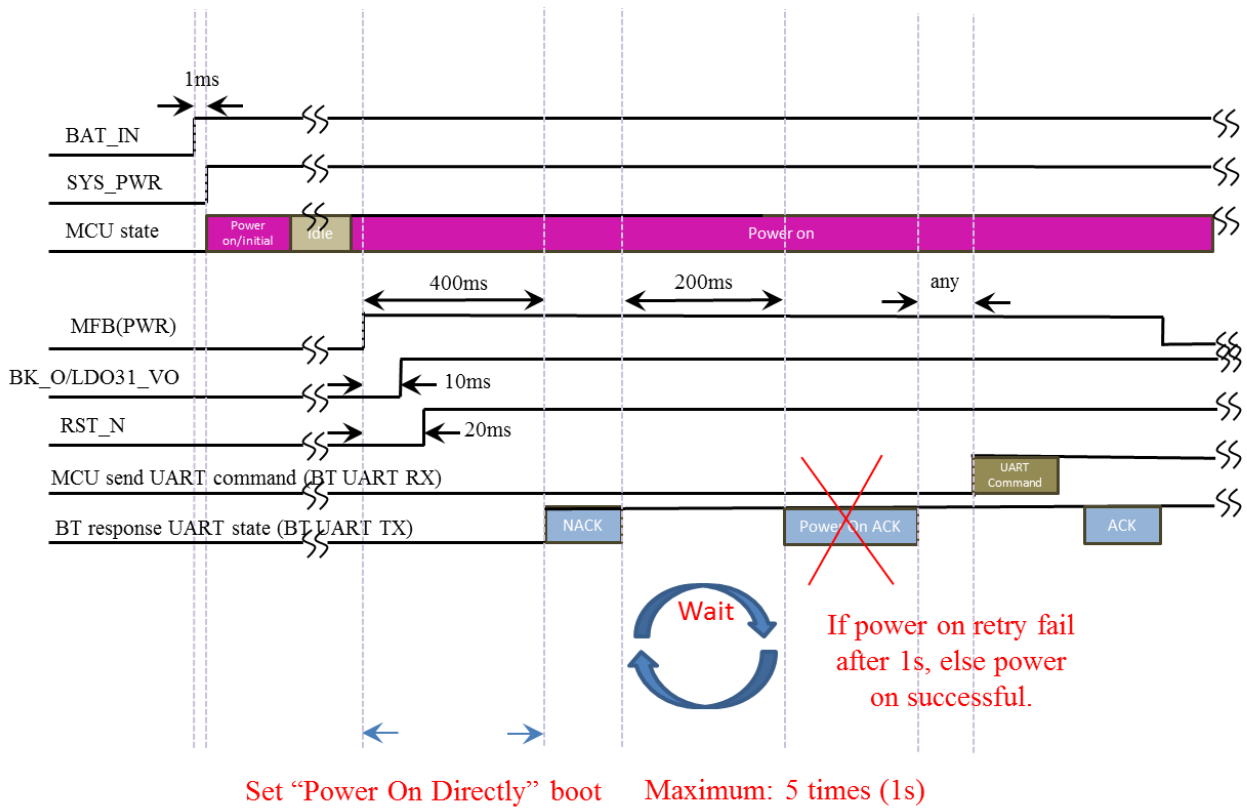 1ms
BAT_IN
SYS_PWR
MCU state
Power
on/initial
Idle
Power on
400ms
200ms
any
MFB(PWR)
BK_O/LDO31_VO
10ms
RST_N
20ms
MCU send UART command (BT UART RX)
UART
Command
BT response UART state (BT UART TX)
NACK
Power On ACK
ACK
Wait
If power on retry fail
after 1s, else power
on successful.
Set “Power On Directly” boot
Maximum: 5 times (1s)